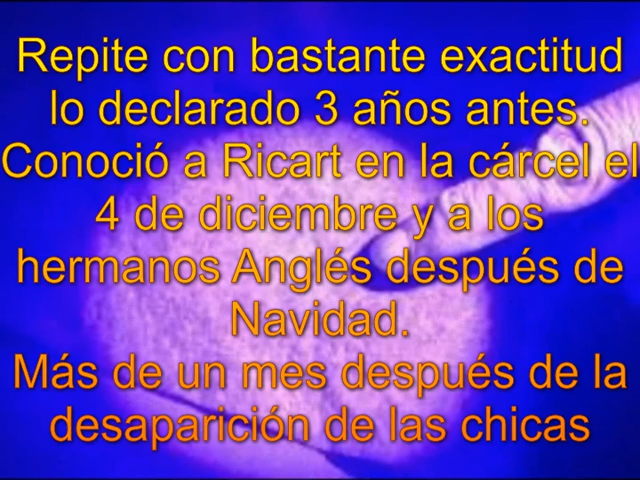 Repite con bastante exactitud
lo declarado 3 años antes.
Conoció a Ricart en la cárcel el
4 de diciembre y a los
hermanos Anglés después de
Navidad.
Más de un mes después de la
desaparición de las chicas